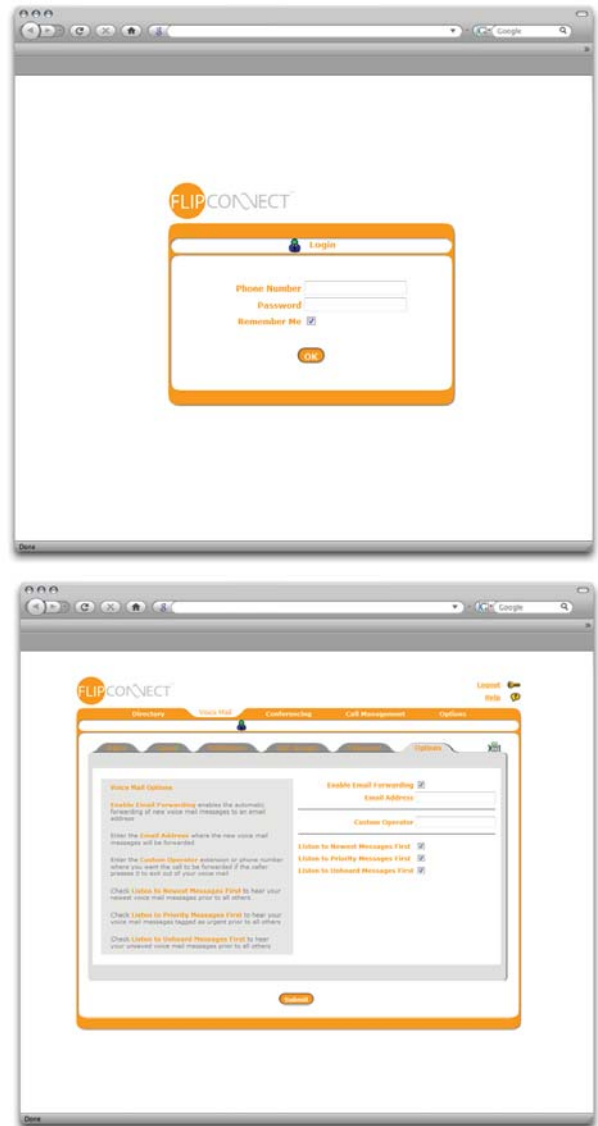 Google
FLIPCONNECT
Login
Phone Number
Password
Remember Me
OK
Done
Google
FLIPCONNECT
Logout
Help
Directory Voice Mail Conferencing Call Management Options
Options
Voice Mail Options
Enable Email Forwarding enables the automatic
forwarding of new voice mail messages to an email
address
Enter the Email Address where the new voice mail
messages will be forwarded
Enter the Custom Operator extension or phone number
where you want the call to be forwarded if the caller
presses 0 to exit out of your voice mail
Check Listen to Newest Messages First to hear your
newest voice mail messages prior to all others
Check Listen to Priority Messages First to hear your
voice mail messages tagged as urgent prior to all others
Check Listen to Unheard Messages First to hear
your unsaved voice mail messages prior to all others
Enable Email Forwarding
Email Address
Custom Operator
Listen to Newest Messages First
Listen to Priority Messages First
Listen to Unheard Messages First
Submit
Done